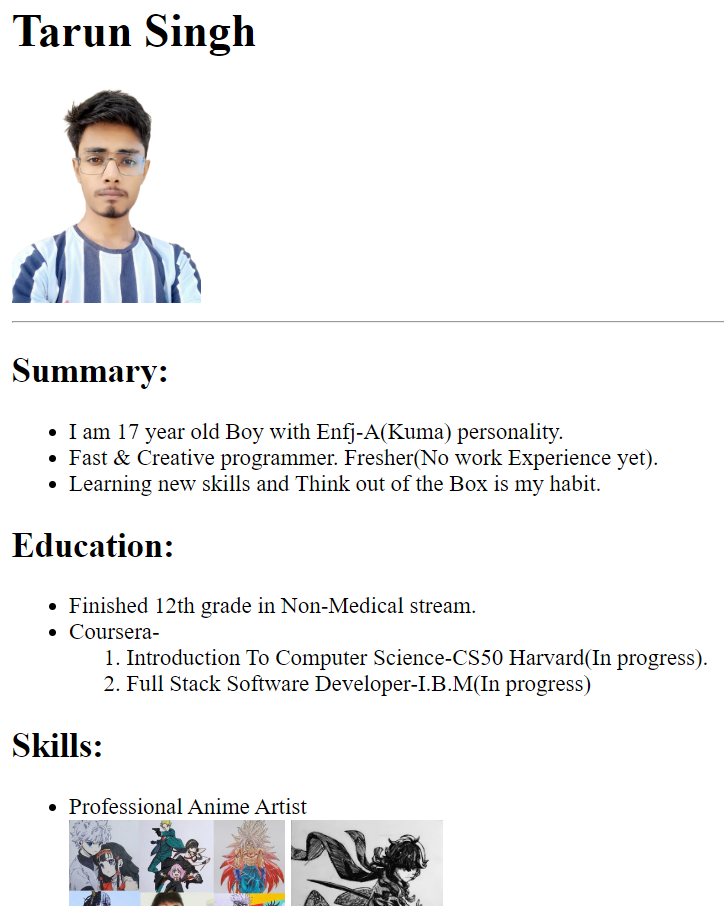 Tarun Singh
Summary:
I am 17 year old Boy with Enfj-A(Kuma) personality.
Fast & Creative programmer. Fresher(No work Experience yet).
Learning new skills and Think out of the Box is my habit.
Education:
Finished 12th grade in Non-Medical stream.
Coursera-
1. Introduction To Computer Science-CS50 Harvard(In progress).
2. Full Stack Software Developer-I.B.M(In progress)
Skills:
Professional Anime Artist